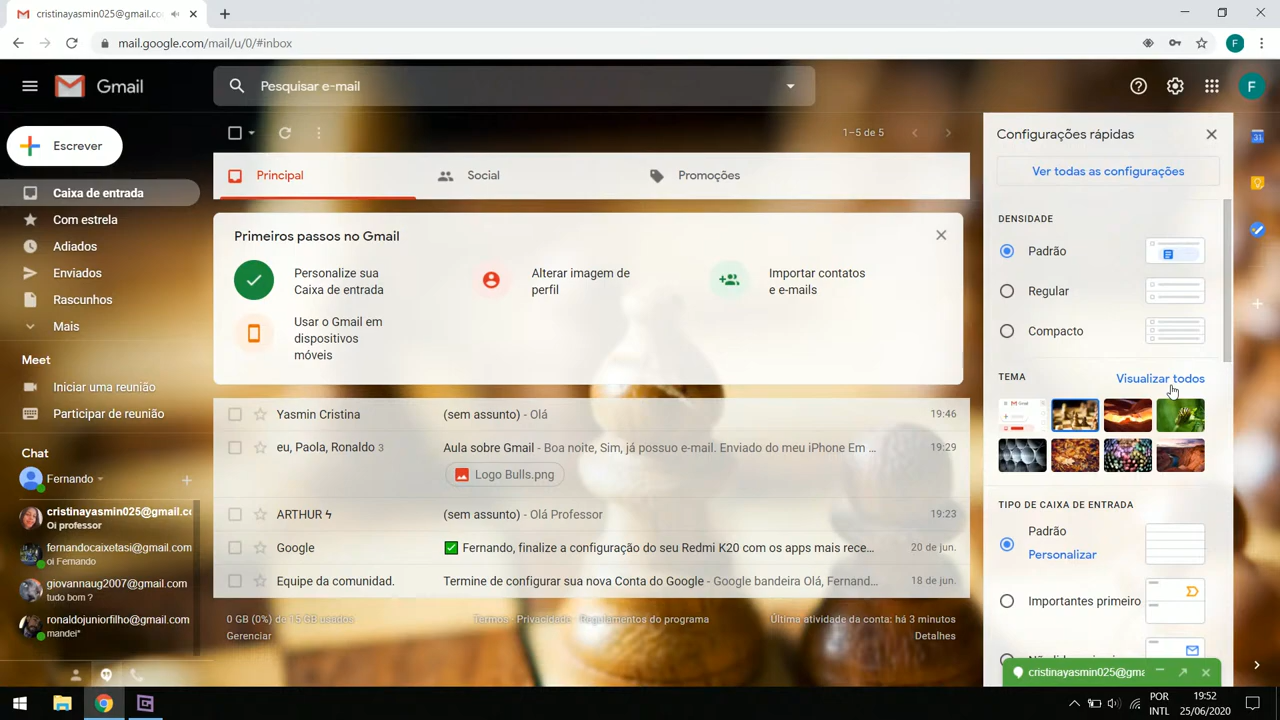 cristinayasmin025@gmail.co
mail.google.com/mail/u/0/#inbox
F
Gmail
Pesquisar e-mail
F
Escrever
1–5 de 5
Configurações rápidas
Ver todas as configurações
Caixa de entrada
Com estrela
Adiados
Enviados
Rascunhos
Mais
Principal
Social
Promoções
Primeiros passos no Gmail
Personalize sua
Caixa de entrada
Alterar imagem de
perfil
Importar contatos
e e-mails
Usar o Gmail em
dispositivos
móveis
DENSIDADE
Padrão
Regular
Compacto
TEMA
Visualizar todos
Meet
Iniciar uma reunião
Participar de reunião
Chat
Fernando
cristinayasmin025@gmail.cc
Oi professor
fernandocaixetasi@gmail.com
oi Fernando
giovannaug2007@gmail.com
tudo bom ?
ronaldojuniorfilho@gmail.com
mandei*
Yasmin Cristina
(sem assunto) - Olá
19:46
eu, Paola, Ronaldo 3
Aula sobre Gmail - Boa noite, Sim, já possuo e-mail. Enviado do meu iPhone Em …
19:29
Logo Bulls.png
ARTHUR ϟ
(sem assunto) - Olá Professor
19:23
Google
✅ Fernando, finalize a configuração do seu Redmi K20 com os apps mais rece…
20 de jun.
Equipe da comunidad.
Termine de configurar sua nova Conta do Google - Google bandeira Olá, Fernand…
18 de jun.
0 GB (0%) de 15 GB usados
Gerenciar
Termos · Privacidade · Regulamentos do programa
Última atividade da conta: há 3 minutos
Detalhes
TIPO DE CAIXA DE ENTRADA
Padrão
Personalizar
Importantes primeiro
cristinayasmin025@gma
POR
INTL
19:52
25/06/2020